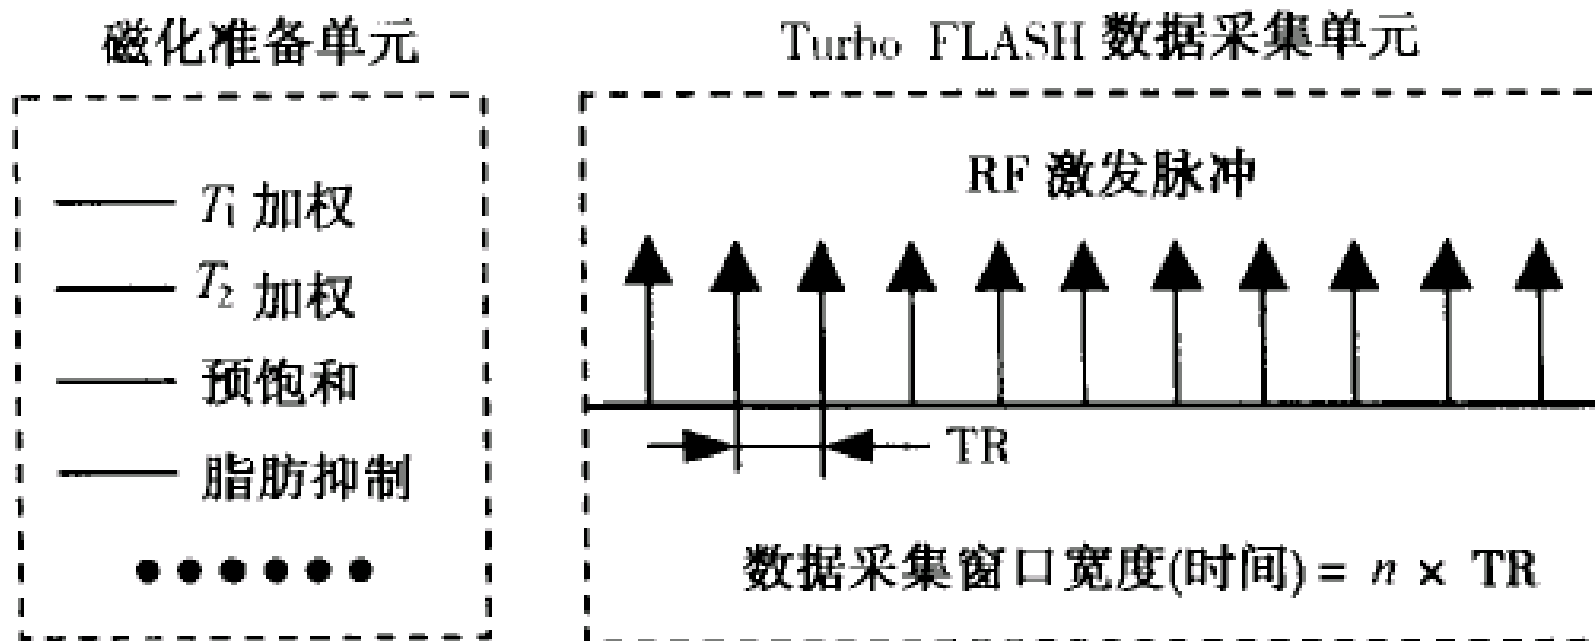 磁化准备单元
T₁ 加权
T₂ 加权
预饱和
脂肪抑制
Turbo FLASH 数据采集单元
RF 激发脉冲
TR
数据采集窗口宽度(时间) = n × TR